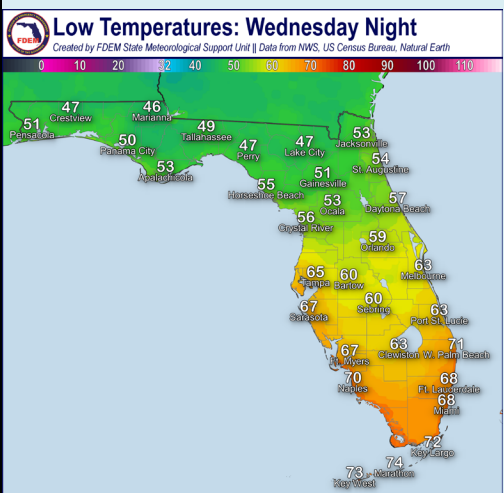 Low Temperatures: Wednesday Night
FDEM
Created by FDEM State Meteorological Support Unit || Data from NWS, US Census Bureau, Natural Earth
0 10 20 32 40 50 60 70 80 90 100 110
47
Crestview
46
Marianna
51
Pensacola
50
Panama City
49
Tallahassee
47
Perry
47
Lake City
53
Jacksonville
54
St. Augustine
53
Apalachicola
51
Gainesville
55
Horseshoe Beach
53
Ocala
57
Daytona Beach
56
Crystal River
59
Orlando
63
Melbourne
65
Tampa
60
Bartow
60
Sebring
67
Sarasota
63
Port St. Lucie
67
Ft. Myers
63
Clewiston
71
W. Palm Beach
70
Naples
68
Ft. Lauderdale
68
Miami
72
Key Largo
74
Marathon
73
Key West